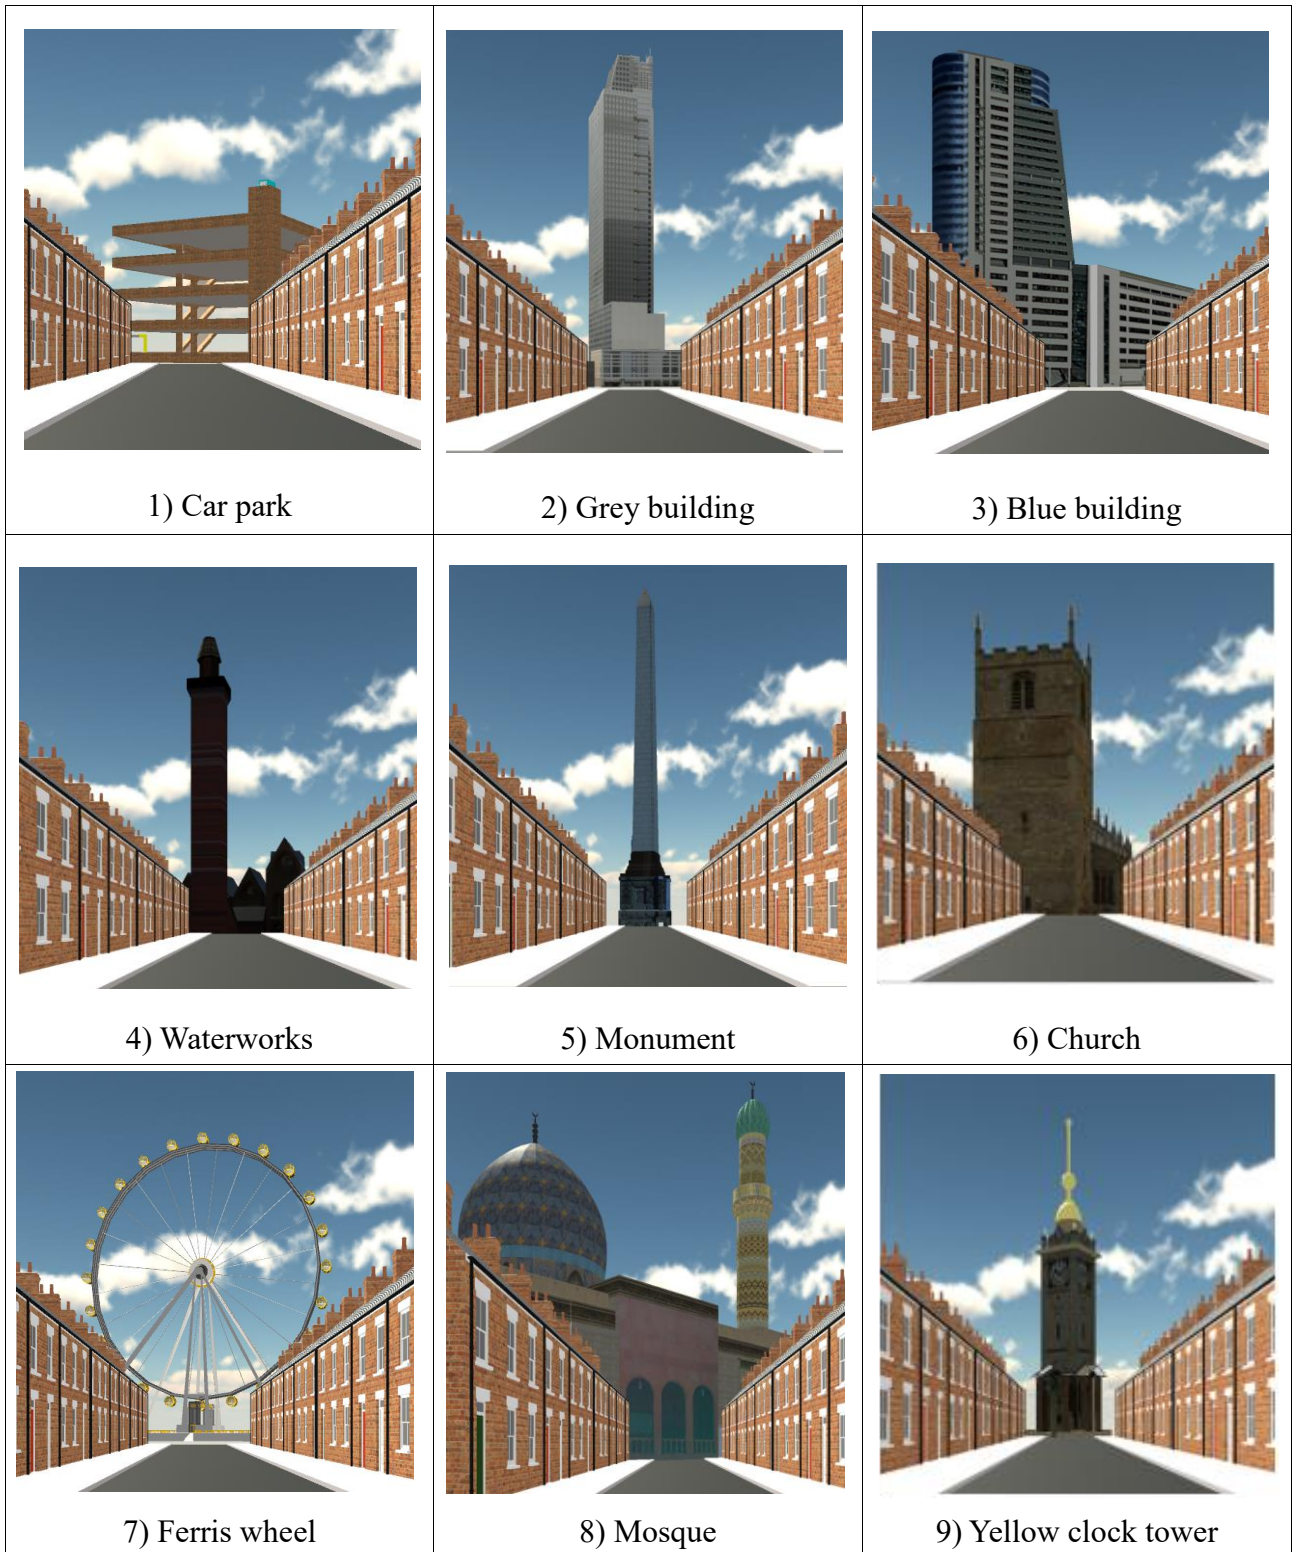 1) Car park
2) Grey building
3) Blue building
4) Waterworks
5) Monument
6) Church
7) Ferris wheel
8) Mosque
9) Yellow clock tower